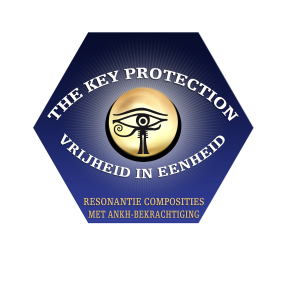 THE KEY PROTECTION
VRIJHEID IN EENHEID
RESONANTIE COMPOSITIES
MET ANKH-BEKRACHTIGING